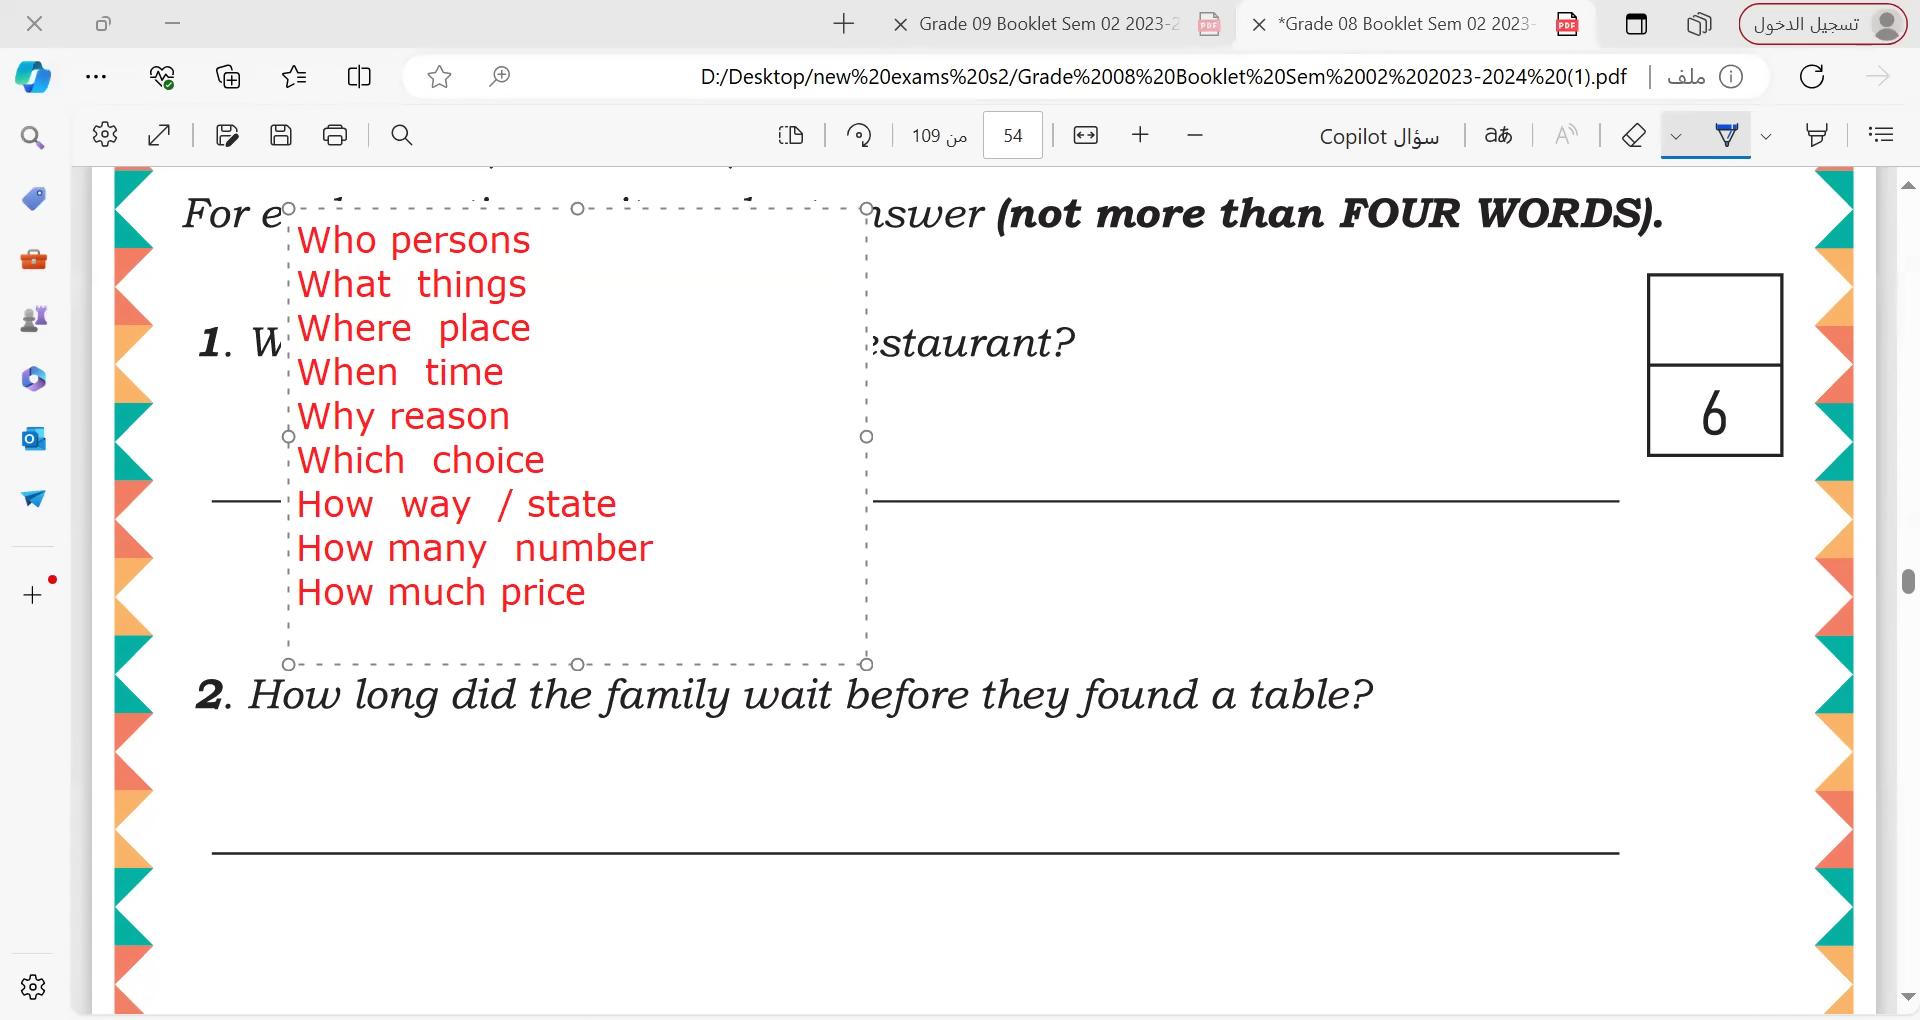 Grade 09 Booklet Sem 02 2023-2
*Grade 08 Booklet Sem 02 2023-
تسجيل الدخول
D:/Desktop/new%20exams%20s2/Grade%2008%20Booklet%20Sem%2002%202023-2024%20(1).pdf
ملف
109 من
54
سؤال Copilot
aあ
For e
nswer (not more than FOUR WORDS).
Who persons
What things
Where place
When time
Why reason
Which choice
How way / state
How many number
How much price
1. W
estaurant?
6
2. How long did the family wait before they found a table?